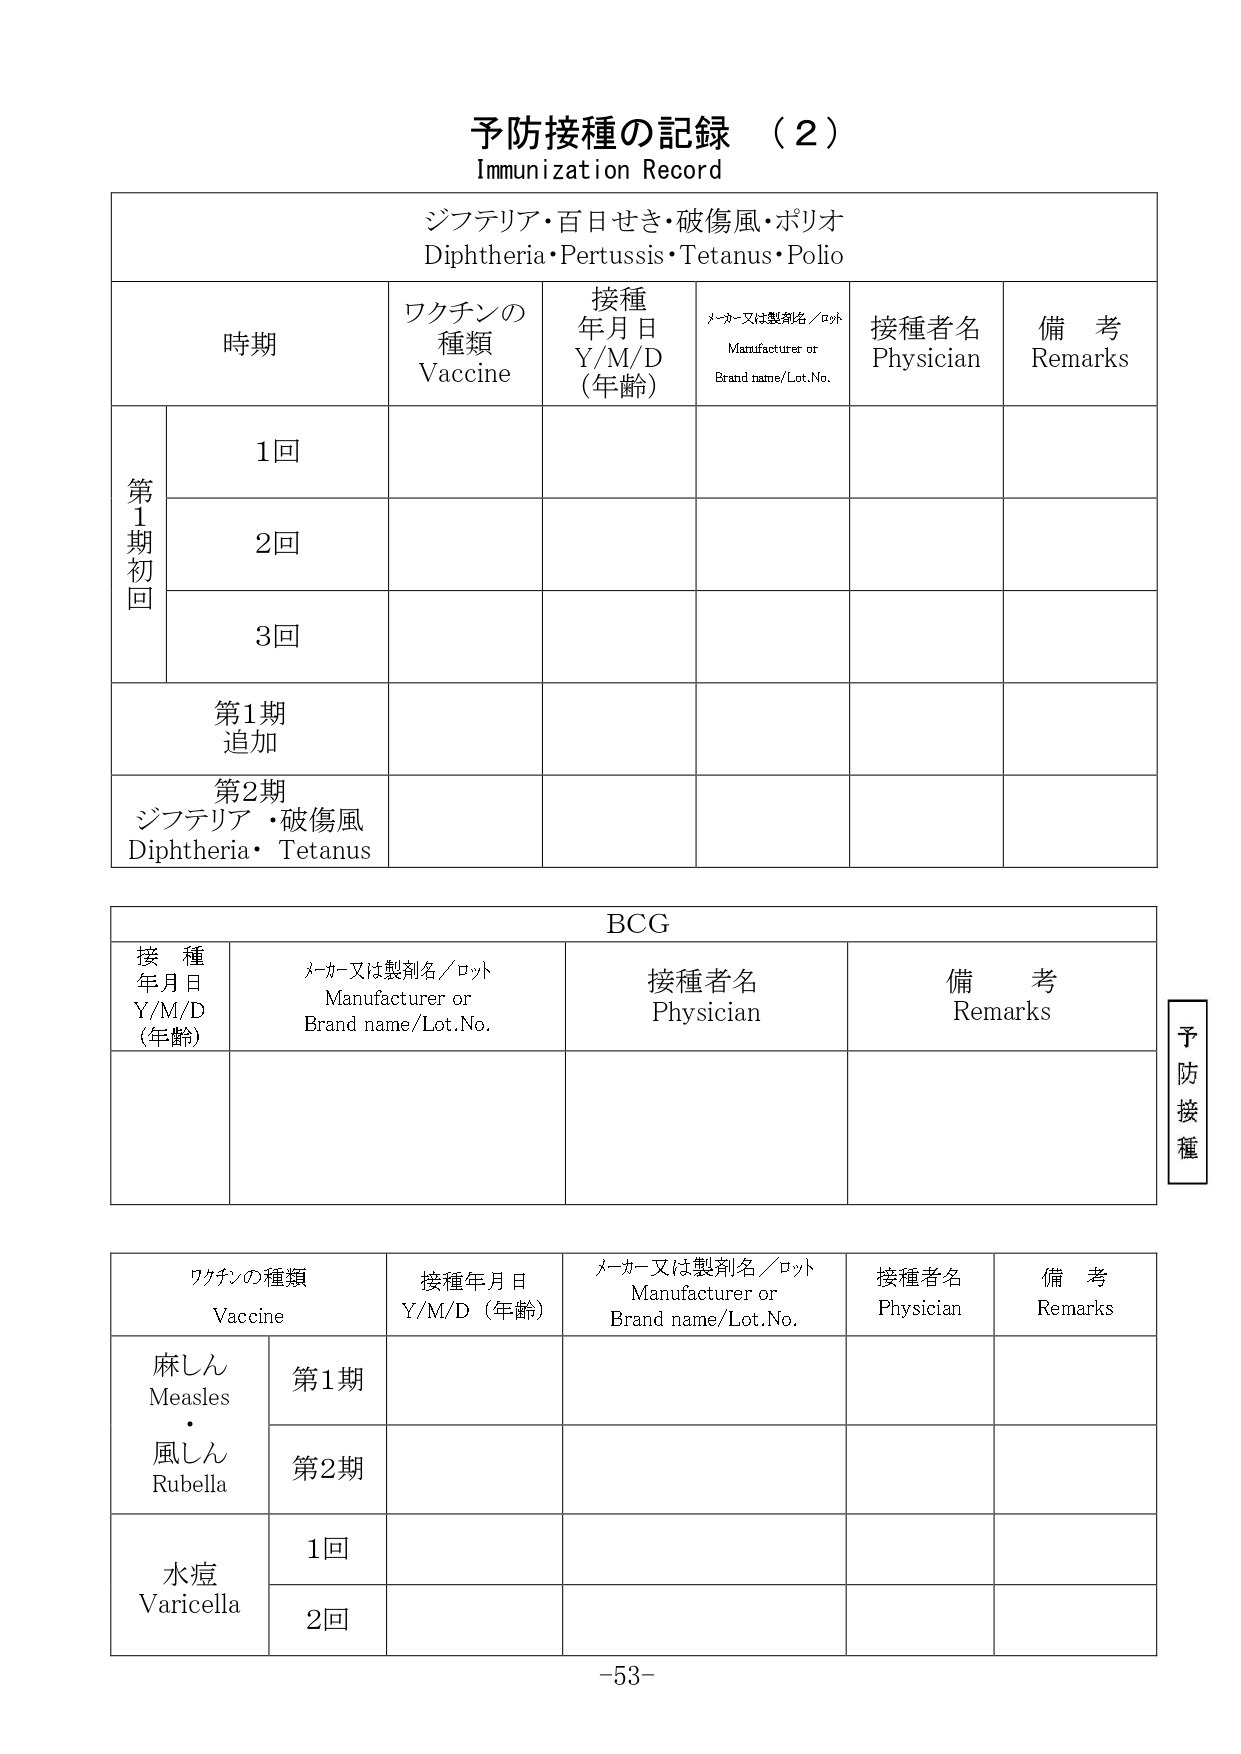 予防接種の記録 （２）
Immunization Record
ジフテリア・百日せき・破傷風・ポリオ
Diphtheria・Pertussis・Tetanus・Polio
時期
ワクチンの
種類
Vaccine
接種
年月日
Y/M/D
（年齢）
ﾒｰｶｰ又は製剤名／ﾛｯﾄ
Manufacturer or
Brand name/Lot.No.
接種者名
Physician
備　考
Remarks
第1期初回
1回
2回
3回
第1期
追加
第2期
ジフテリア ・破傷風
Diphtheria・ Tetanus
BCG
接　種
年月日
Y/M/D
（年齢）
ﾒｰｶｰ又は製剤名／ﾛｯﾄ
Manufacturer or
Brand name/Lot.No.
接種者名
Physician
備　　考
Remarks
予防接種
ﾜｸﾁﾝの種類
Vaccine
接種年月日
Y/M/D（年齢）
ﾒｰｶｰ又は製剤名／ﾛｯﾄ
Manufacturer or
Brand name/Lot.No.
接種者名
Physician
備　考
Remarks
麻しん
Measles
・
風しん
Rubella
第1期
第2期
水痘
Varicella
1回
2回
-53-